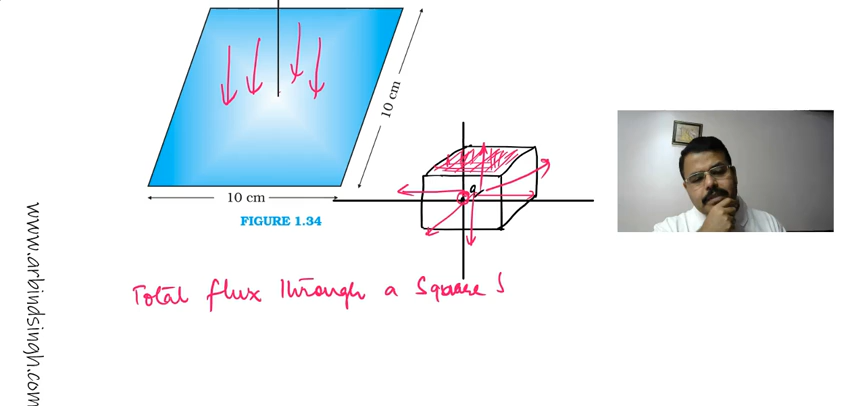 10 cm
10 cm
q
FIGURE 1.34
Total flux through a Square S
www.arbindsingh.com